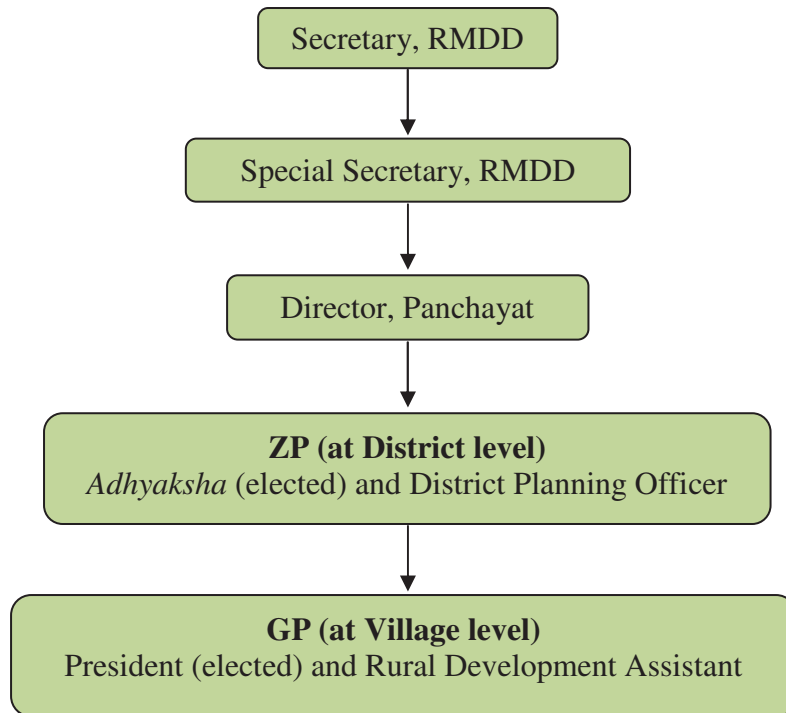 Secretary, RMDD
Special Secretary, RMDD
Director, Panchayat
ZP (at District level)
Adhyaksha (elected) and District Planning Officer
GP (at Village level)
President (elected) and Rural Development Assistant